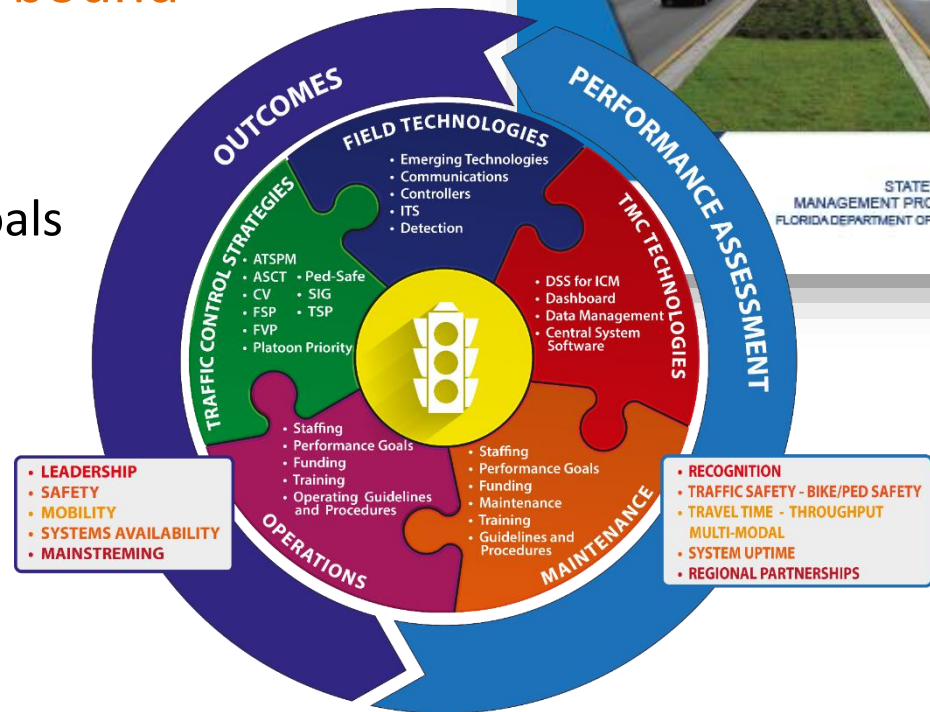 bound
OUTCOMES
PERFORMANCE ASSESSMENT
STATE
MANAGEMENT
FLORIDA DEPARTMENT OF
FIELD TECHNOLOGIES
• Emerging Technologies
• Communications
• Controllers
• ITS
• Detection
TRAFFIC CONTROL STRATEGIES
• ATSPM
• ASCT • Ped-Safe
• CV • SIG
• FSP • TSP
• FVP
• Platoon Priority
TMC TECHNOLOGIES
• DSS for ICM
• Dashboard
• Data Management
• Central System
Software
OPERATIONS
• Staffing
• Performance Goals
• Funding
• Training
• Operating Guidelines
and Procedures
MAINTENANCE
• Staffing
• Performance Goals
• Funding
• Maintenance
• Training
• Guidelines and
Procedures
• LEADERSHIP
• SAFETY
• MOBILITY
• SYSTEMS AVAILABILITY
• MAINSTREMING
• RECOGNITION
• TRAFFIC SAFETY - BIKE/PED SAFETY
• TRAVEL TIME - THROUGHPUT
MULTI-MODAL
• SYSTEM UPTIME
• REGIONAL PARTNERSHIPS